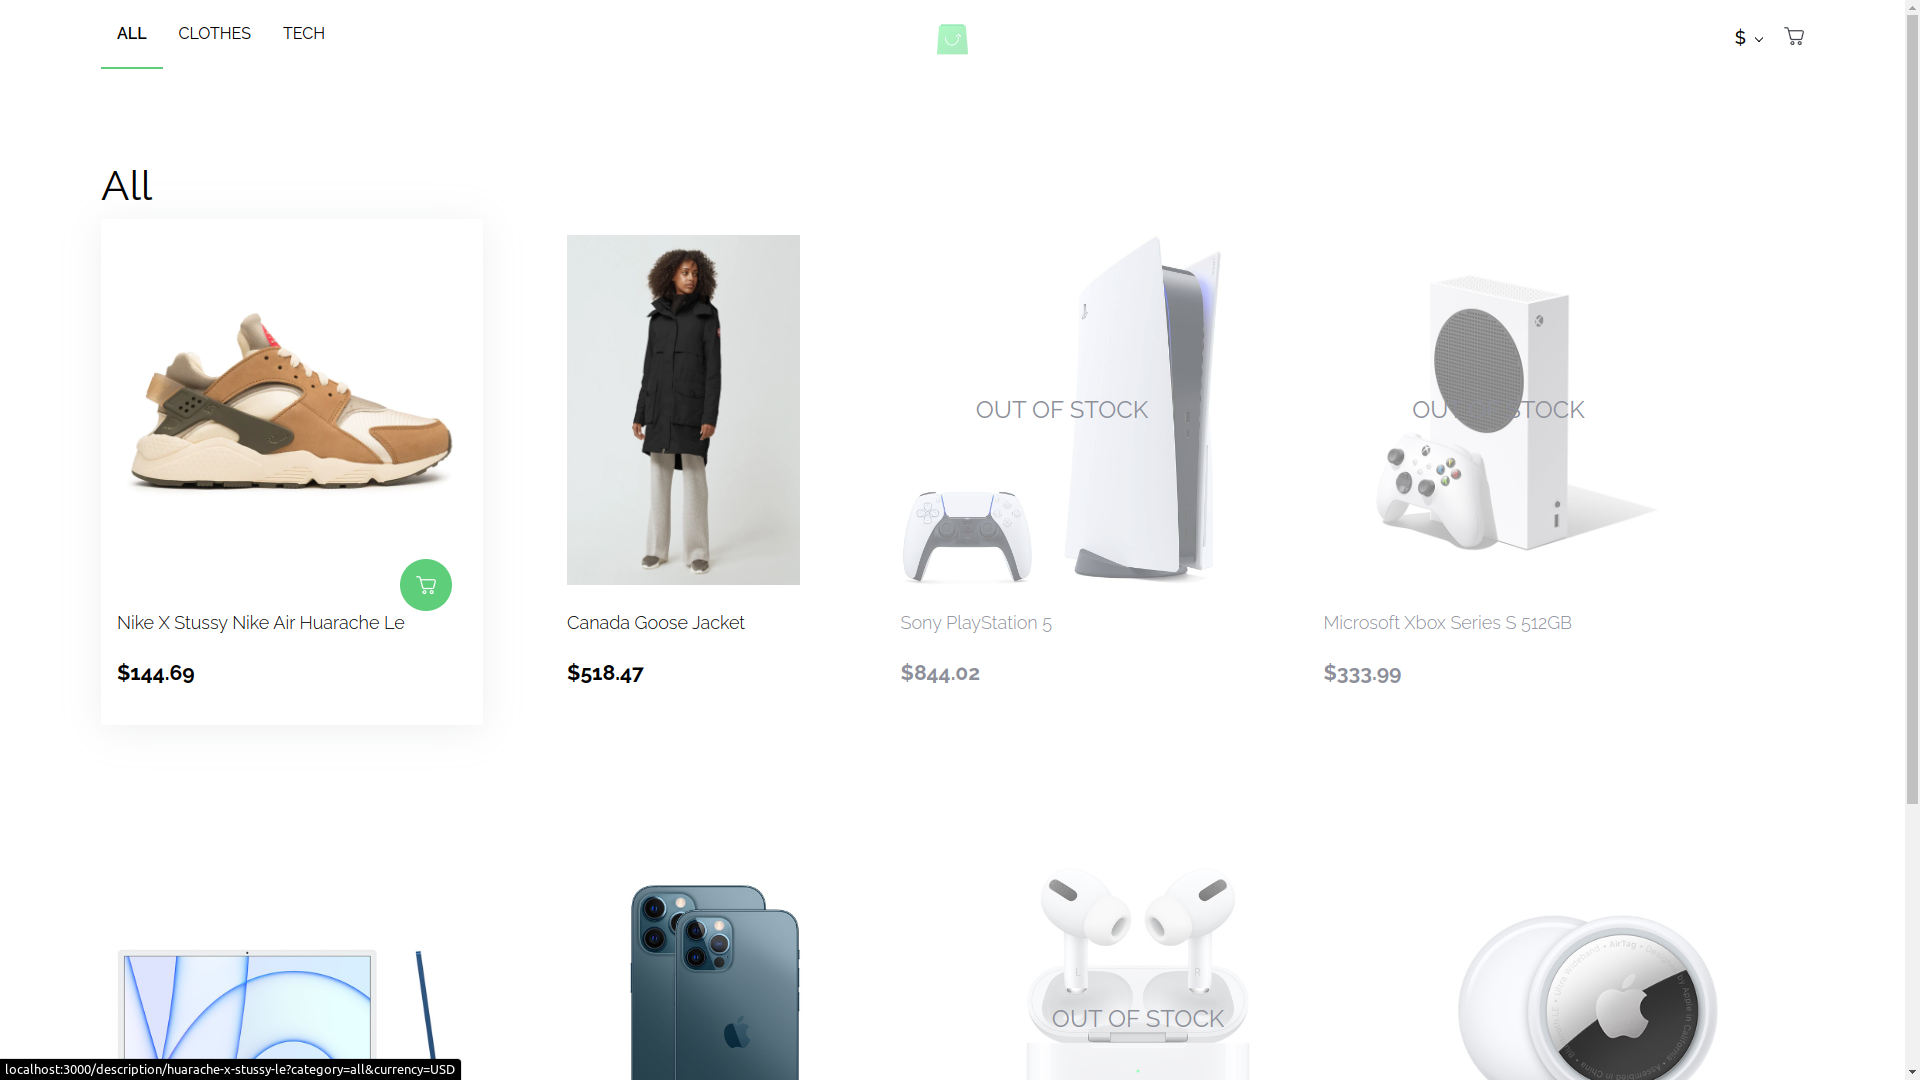 ALL CLOTHES TECH
$
All
OUT OF STOCK
OUT OF STOCK
Nike X Stussy Nike Air Huarache Le
Canada Goose Jacket
Sony PlayStation 5
Microsoft Xbox Series S 512GB
$144.69
$518.47
$844.02
$333.99
L
R
OUT OF STOCK
AirTag
localhost:3000/description/huarache-x-stussy-le?category=all&currency=USD